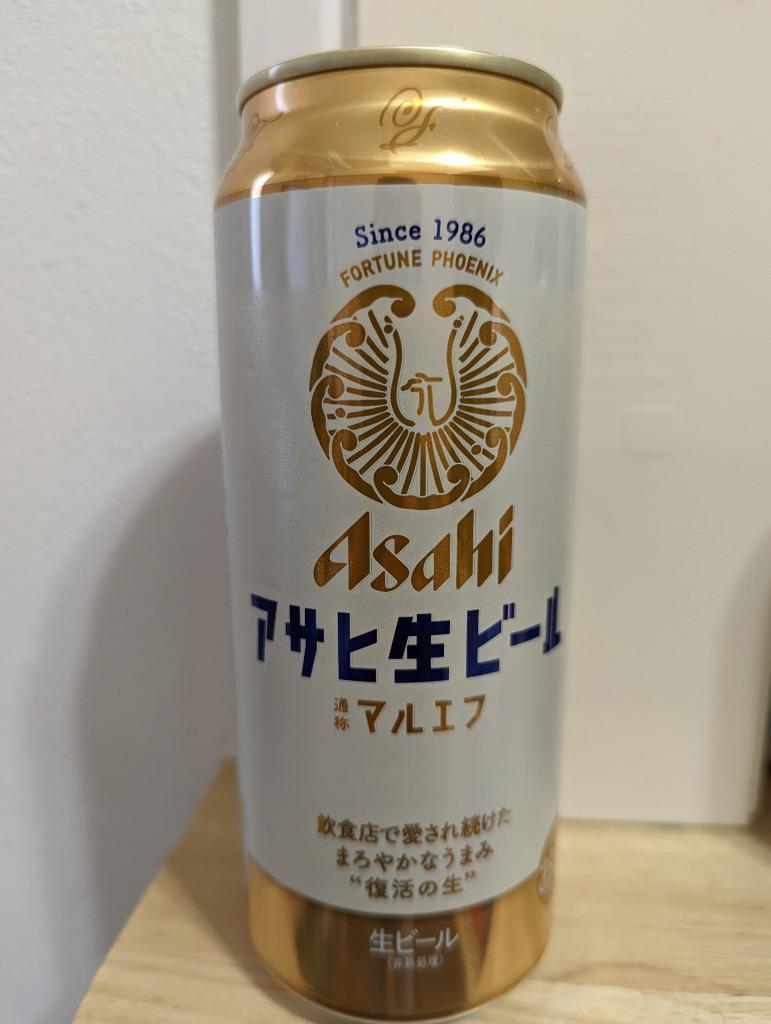 Since 1986
FORTUNE PHOENIX
Asahi
アサヒ生ビール
通称 マルエフ
飲食店で愛され続けた
まろやかなうまみ
“復活の生”
生ビール
(非熱処理)